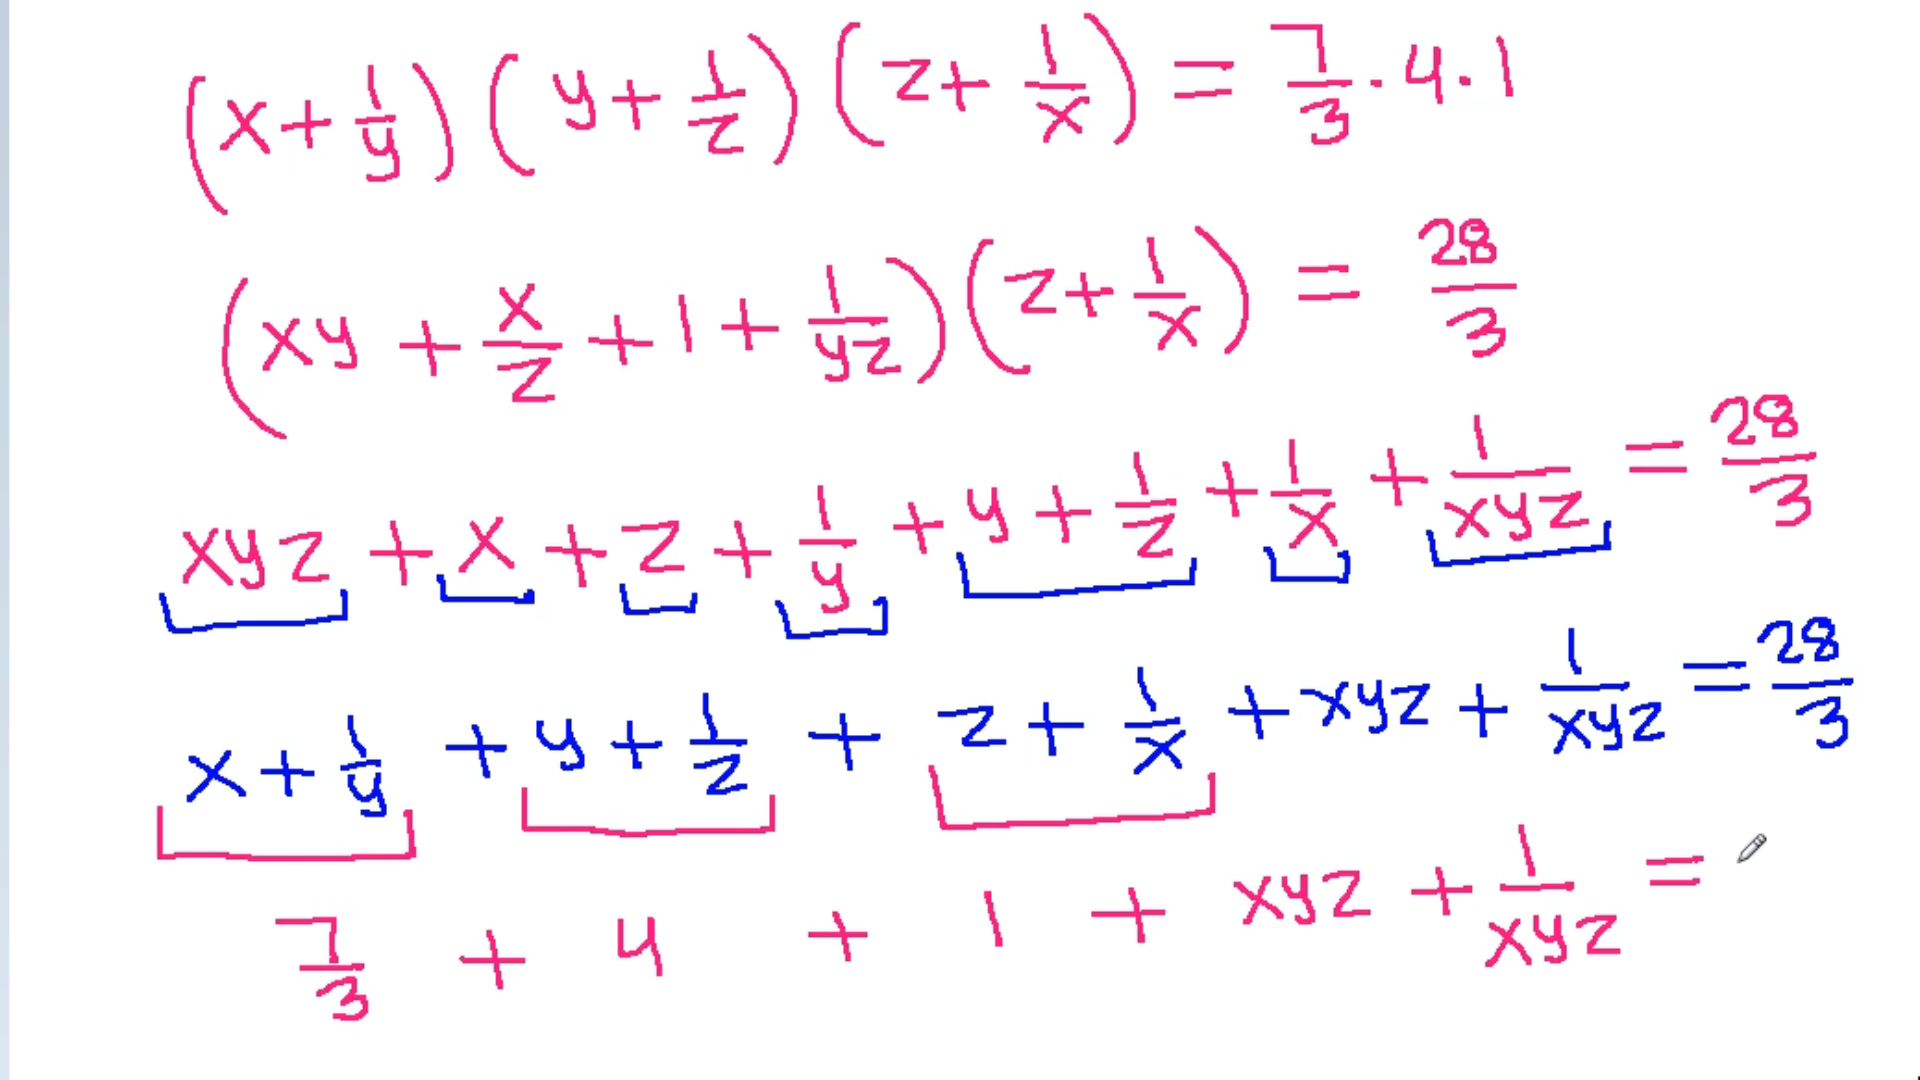 (x + 1/y) (y + 1/z) (z + 1/x) = 7/3 · 4 · 1
(xy + x/z + 1 + 1/yz) (z + 1/x) = 28/3
xyz + x + z + 1/y + y + 1/z + 1/x + 1/xyz = 28/3
x + 1/y + y + 1/z + z + 1/x + xyz + 1/xyz = 28/3
7/3 + 4 + 1 + xyz + 1/xyz =